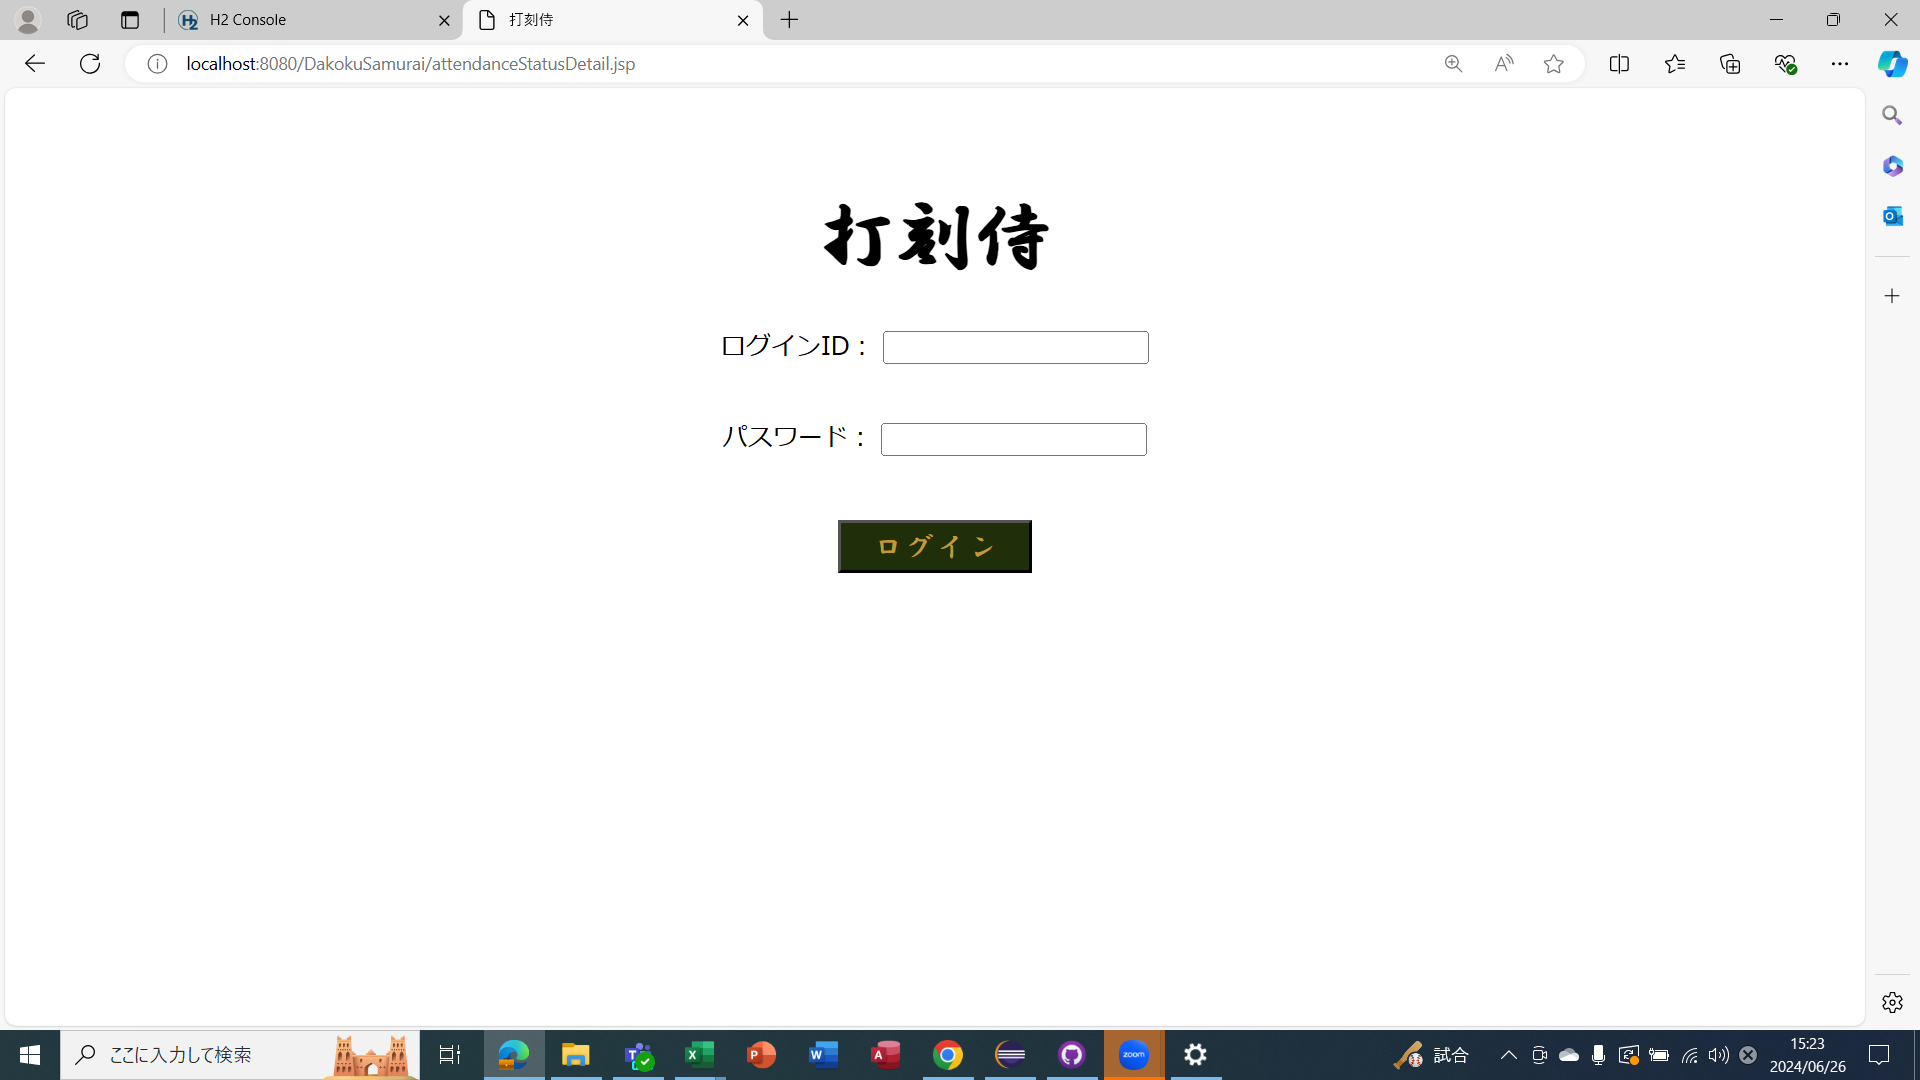 H2 Console
打刻侍
localhost:8080/DakokuSamurai/attendanceStatusDetail.jsp
打刻侍
ログインID：
パスワード：
ログイン
ここに入力して検索
zoom
試合
15:23
2024/06/26